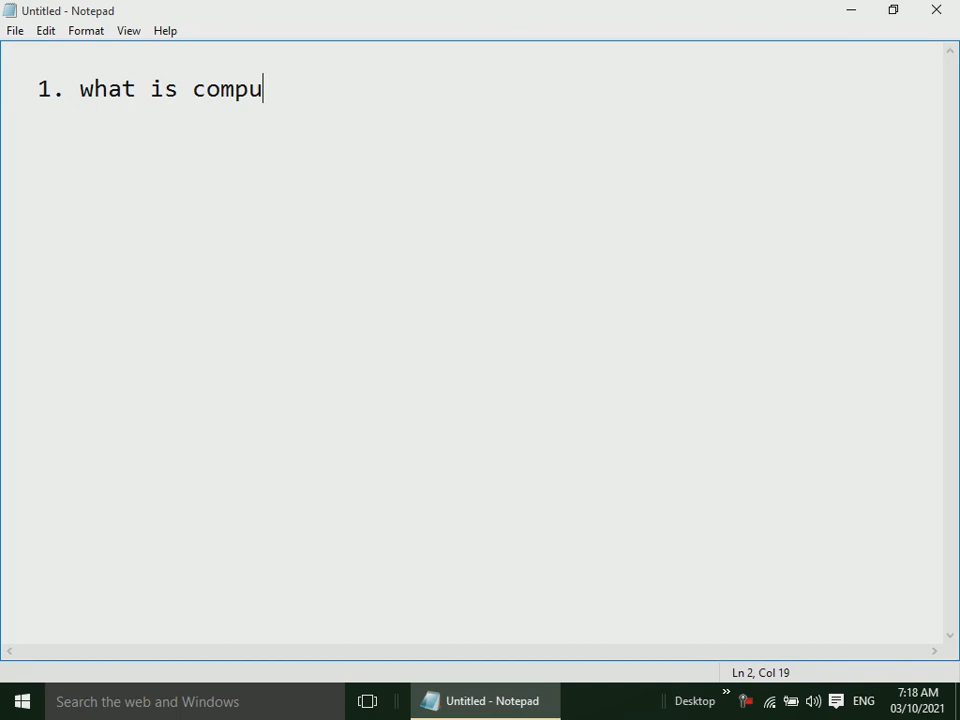 Untitled - Notepad
File Edit Format View Help
1. what is compu
Ln 2, Col 19
Search the web and Windows
Untitled - Notepad
Desktop
ENG
7:18 AM
03/10/2021